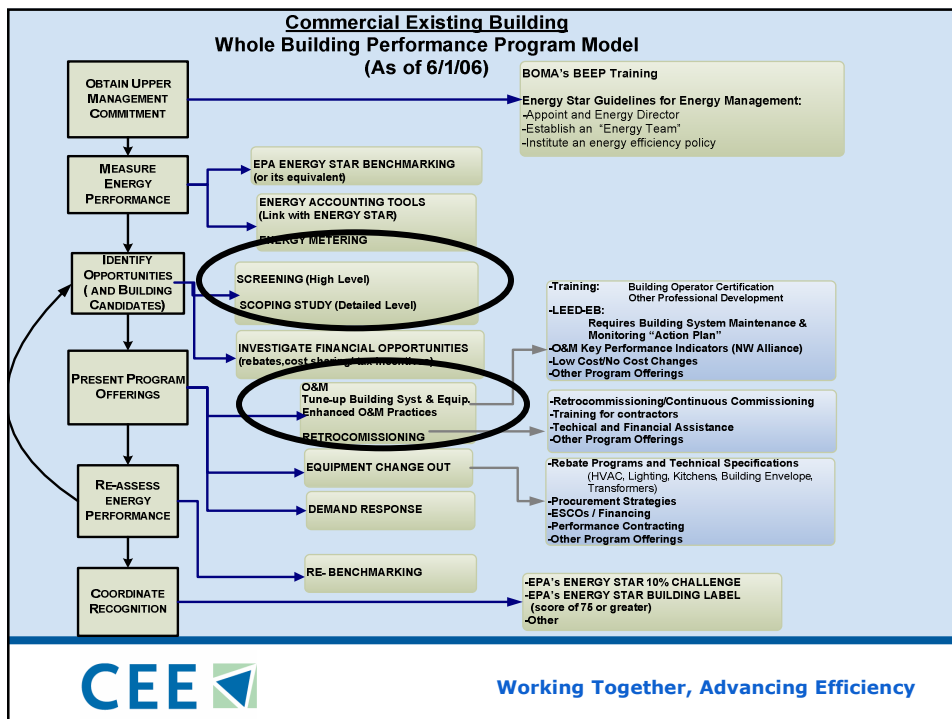 Commercial Existing Building
Whole Building Performance Program Model
(As of 6/1/06)
OBTAIN UPPER
MANAGEMENT
COMMITMENT
BOMA's BEEP Training
Energy Star Guidelines for Energy Management:
-Appoint and Energy Director
-Establish an “Energy Team”
-Institute an energy efficiency policy
MEASURE
ENERGY
PERFORMANCE
EPA ENERGY STAR BENCHMARKING
(or its equivalent)
ENERGY ACCOUNTING TOOLS
(Link with ENERGY STAR)
ENERGY METERING
IDENTIFY
OPPORTUNITIES
( AND BUILDING
CANDIDATES)
SCREENING (High Level)
SCOPING STUDY (Detailed Level)
INVESTIGATE FINANCIAL OPPORTUNITIES
(rebates,cost sharing/tax incentives)
PRESENT PROGRAM
OFFERINGS
O&M
Tune-up Building Syst & Equip.
Enhanced O&M Practices
RETROCOMISSIONING
EQUIPMENT CHANGE OUT
DEMAND RESPONSE
-Training: Building Operator Certification
Other Professional Development
-LEED-EB:
Requires Building System Maintenance &
Monitoring “Action Plan”
-O&M Key Performance Indicators (NW Alliance)
-Low Cost/No Cost Changes
-Other Program Offerings
-Retrocommissioning/Continuous Commissioning
-Training for contractors
-Techical and Financial Assistance
-Other Program Offerings
-Rebate Programs and Technical Specifications
(HVAC, Lighting, Kitchens, Building Envelope,
Transformers)
-Procurement Strategies
-ESCOs / Financing
-Performance Contracting
-Other Program Offerings
RE-ASSESS
ENERGY
PERFORMANCE
RE- BENCHMARKING
COORDINATE
RECOGNITION
-EPA's ENERGY STAR 10% CHALLENGE
-EPA's ENERGY STAR BUILDING LABEL
(score of 75 or greater)
-Other
CEE
Working Together, Advancing Efficiency